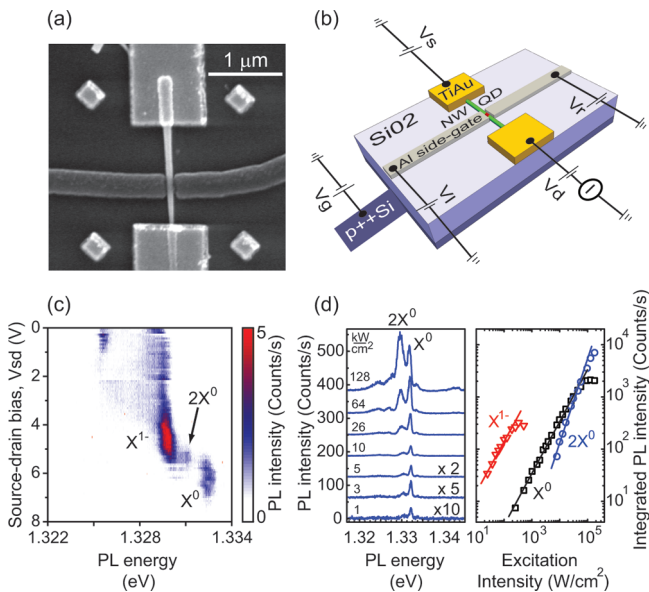 (a)
1 μm
(b)
Vs
TiAu
NW QD
SiO2
Al side-gate
Vr
Vg
Vl
Vd
I
p++Si
(c)
Source-drain bias, Vsd (V)
0
2
4
6
8
X1-
2X0
X0
1.322
1.334
1.330
PL energy
(eV)
5
0
PL intensity (Counts/s)
(d)
PL intensity (Counts/s)
500
400
300
200
100
0
2X0
X0
kW
cm2
128
64
26
10
5
x 2
3
x 5
1
x10
1.32 1.33 1.34
PL energy
(eV)
X1-
2X0
X0
10^1 10^3 10^5
Excitation
Intensity (W/cm2)
10^4
10^3
10^2
10^1
Integrated PL intensity (Counts/s)